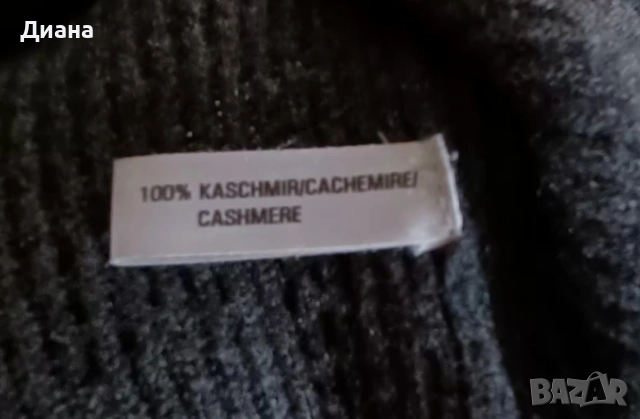 Диана
100% KASCHMIR/CACHEMIRE/
CASHMERE
BAZAR